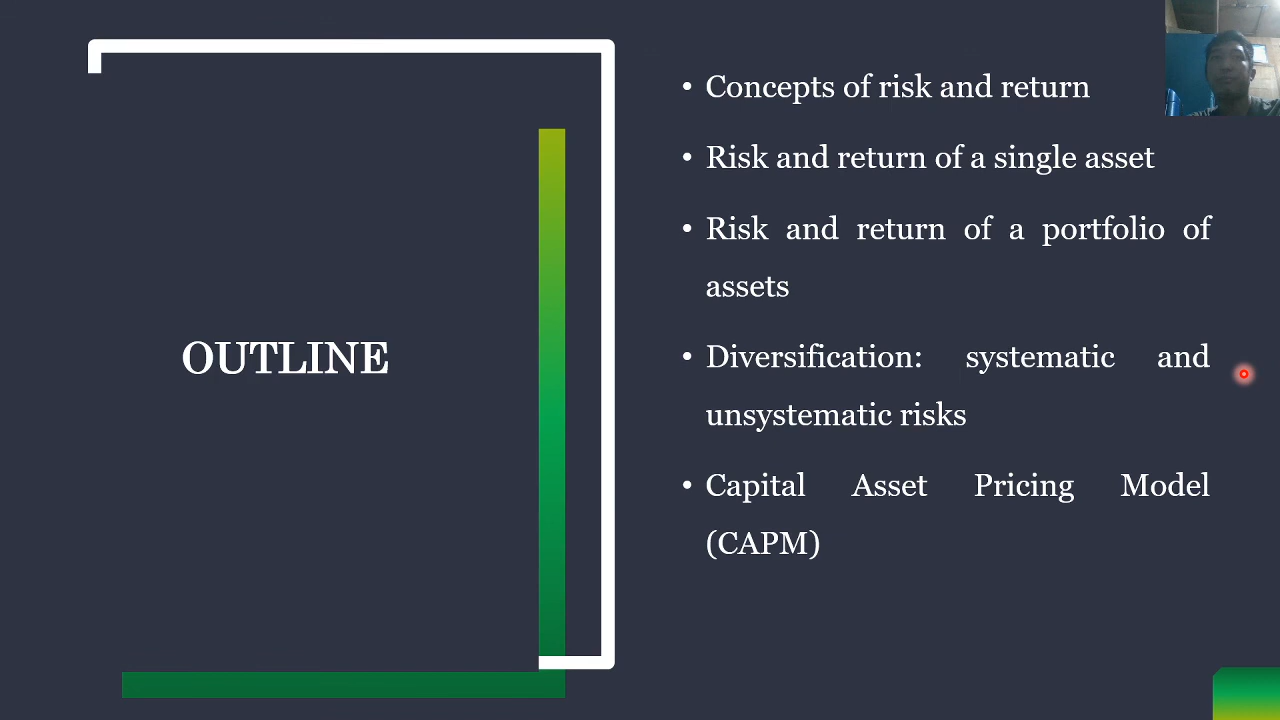 OUTLINE
• Concepts of risk and return
• Risk and return of a single asset
• Risk and return of a portfolio of
assets
• Diversification: systematic and
unsystematic risks
• Capital Asset Pricing Model
(CAPM)